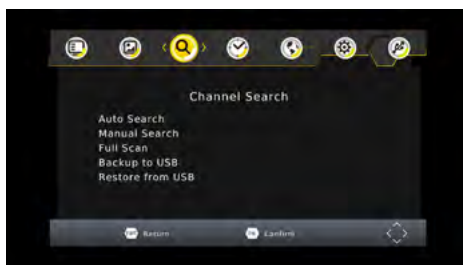 Channel Search
Auto Search
Manual Search
Full Scan
Backup to USB
Restore from USB
Return
Confirm